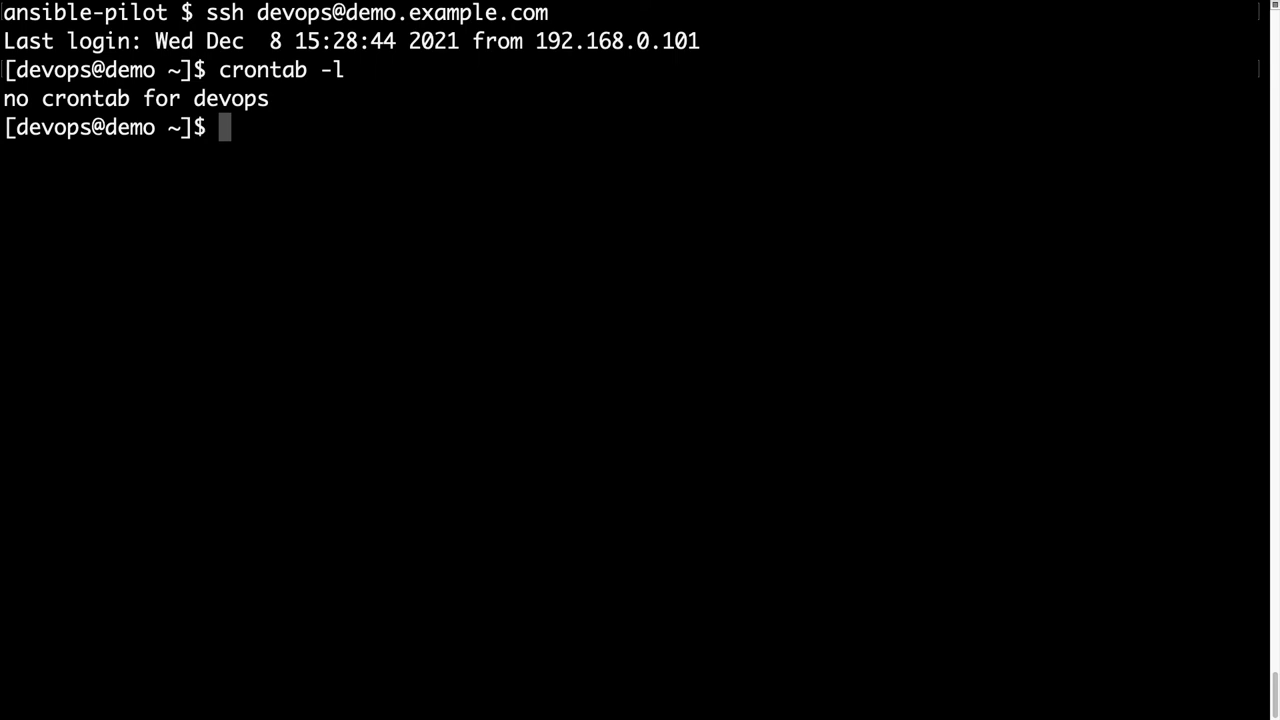 ansible-pilot $ ssh devops@demo.example.com
Last login: Wed Dec  8 15:28:44 2021 from 192.168.0.101
[devops@demo ~]$ crontab -l
no crontab for devops
[devops@demo ~]$